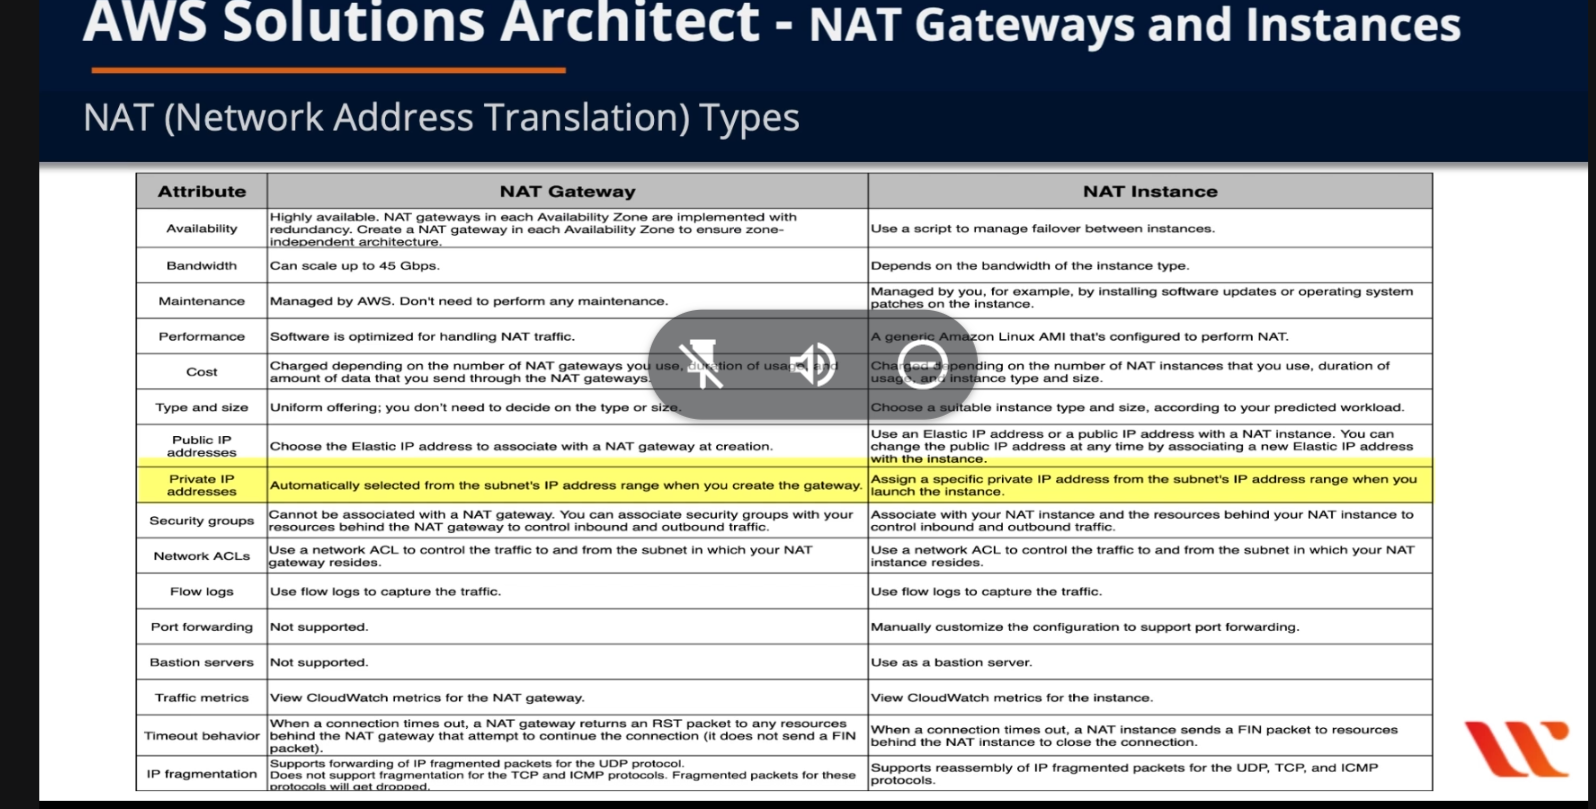 AWS Solutions Architect - NAT Gateways and Instances
NAT (Network Address Translation) Types
Attribute NAT Gateway NAT Instance
Availability
Highly available. NAT gateways in each Availability Zone are implemented with
redundancy. Create a NAT gateway in each Availability Zone to ensure zone-
independent architecture.
Use a script to manage failover between instances.
Bandwidth
Can scale up to 45 Gbps.
Depends on the bandwidth of the instance type.
Maintenance
Managed by AWS. Don't need to perform any maintenance.
Managed by you, for example, by installing software updates or operating system
patches on the instance.
Performance
Software is optimized for handling NAT traffic.
A generic Amazon Linux AMI that's configured to perform NAT.
Cost
Charged depending on the number of NAT gateways you use, duration of usage, and
amount of data that you send through the NAT gateways.
Charged depending on the number of NAT instances that you use, duration of
usage, and instance type and size.
Type and size
Uniform offering; you don't need to decide on the type or size.
Choose a suitable instance type and size, according to your predicted workload.
Public IP
addresses
Choose the Elastic IP address to associate with a NAT gateway at creation.
Use an Elastic IP address or a public IP address with a NAT instance. You can
change the public IP address at any time by associating a new Elastic IP address
with the instance.
Private IP
addresses
Automatically selected from the subnet's IP address range when you create the gateway.
Assign a specific private IP address from the subnet's IP address range when you
launch the instance.
Security groups
Cannot be associated with a NAT gateway. You can associate security groups with your
resources behind the NAT gateway to control inbound and outbound traffic.
Associate with your NAT instance and the resources behind your NAT instance to
control inbound and outbound traffic.
Network ACLs
Use a network ACL to control the traffic to and from the subnet in which your NAT
gateway resides.
Use a network ACL to control the traffic to and from the subnet in which your NAT
instance resides.
Flow logs
Use flow logs to capture the traffic.
Use flow logs to capture the traffic.
Port forwarding
Not supported.
Manually customize the configuration to support port forwarding.
Bastion servers
Not supported.
Use as a bastion server.
Traffic metrics
View CloudWatch metrics for the NAT gateway.
View CloudWatch metrics for the instance.
Timeout behavior
When a connection times out, a NAT gateway returns an RST packet to any resources
behind the NAT gateway that attempt to continue the connection (it does not send a FIN
packet).
When a connection times out, a NAT instance sends a FIN packet to resources
behind the NAT instance to close the connection.
IP fragmentation
Supports forwarding of IP fragmented packets for the UDP protocol.
Does not support fragmentation for the TCP and ICMP protocols. Fragmented packets for these
protocols will get dropped.
Supports reassembly of IP fragmented packets for the UDP, TCP, and ICMP
protocols.